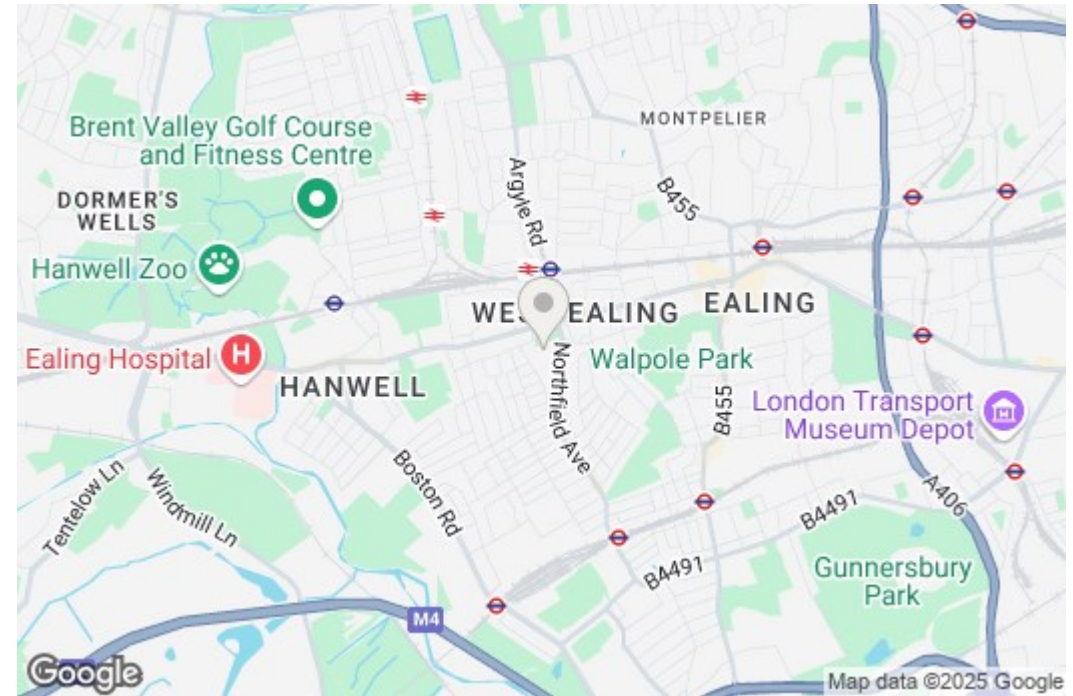 MONTPELIER
Brent Valley Golf Course
and Fitness Centre
Argyle Rd
B455
DORMER'S
WELLS
Hanwell Zoo
EALING
EALING
Ealing Hospital
H
HANWELL
Walpole Park
Northfield Ave
B455
London Transport
Museum Depot
Boston Rd
Tentelow Ln
Windmill Ln
B4491
A406
B4491
Gunnersbury
Park
M4
Google
Map data ©2025 Google